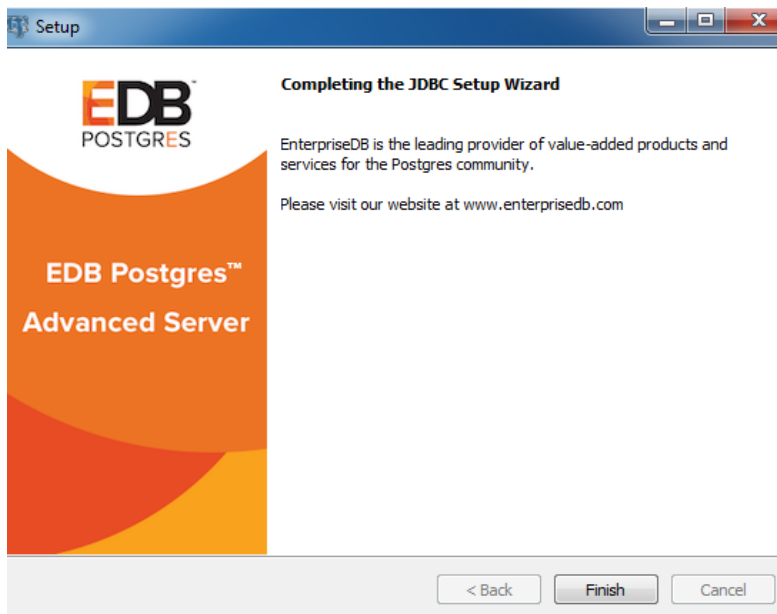 Setup
EDB™
POSTGRES
EDB Postgres™
Advanced Server
Completing the JDBC Setup Wizard
EnterpriseDB is the leading provider of value-added products and
services for the Postgres community.
Please visit our website at www.enterprisedb.com
< Back
Finish
Cancel